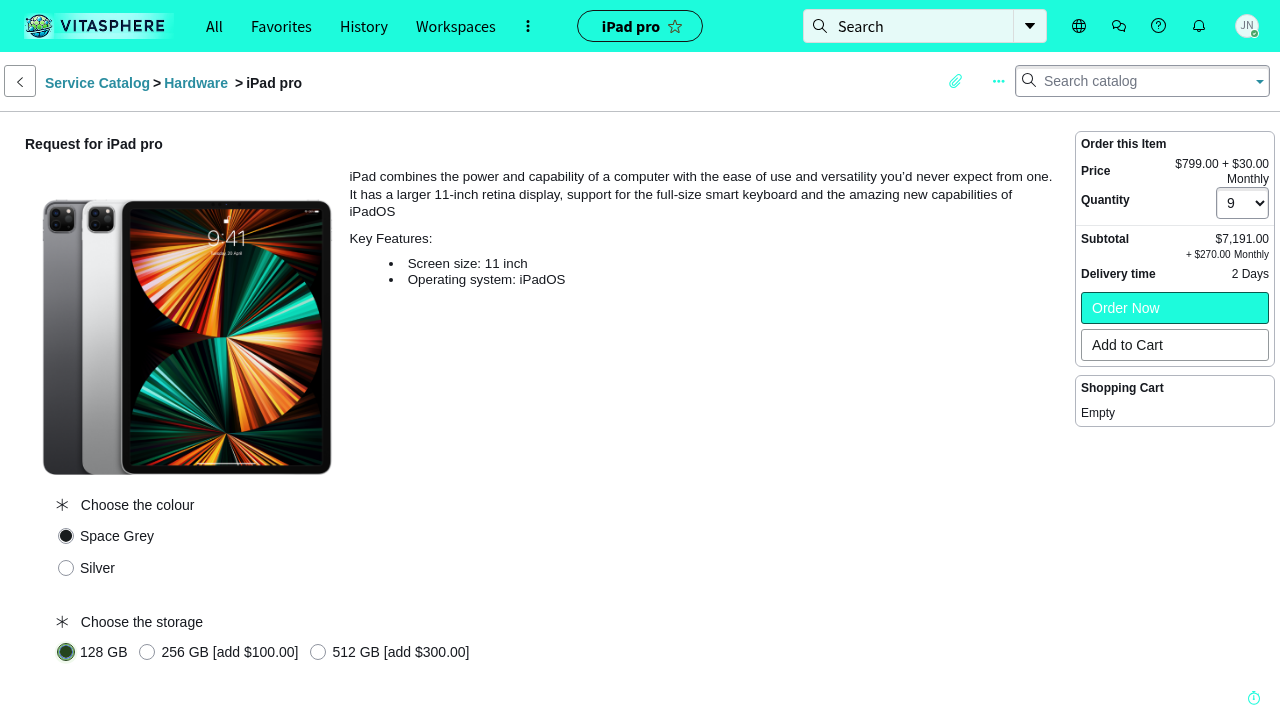 VITASPHERE All Favorites History Workspaces iPad pro Search JN
Service Catalog > Hardware > iPad pro Search catalog
Request for iPad pro
iPad combines the power and capability of a computer with the ease of use and versatility you'd never expect from one.
It has a larger 11-inch retina display, support for the full-size smart keyboard and the amazing new capabilities of
iPadOS
Key Features:
• Screen size: 11 inch
• Operating system: iPadOS
9:41
Tuesday, 20 April
Choose the colour
Space Grey
Silver
Choose the storage
128 GB 256 GB [add $100.00] 512 GB [add $300.00]
Order this Item
Price $799.00 + $30.00
Monthly
Quantity 9
Subtotal $7,191.00
+ $270.00 Monthly
Delivery time 2 Days
Order Now
Add to Cart
Shopping Cart
Empty